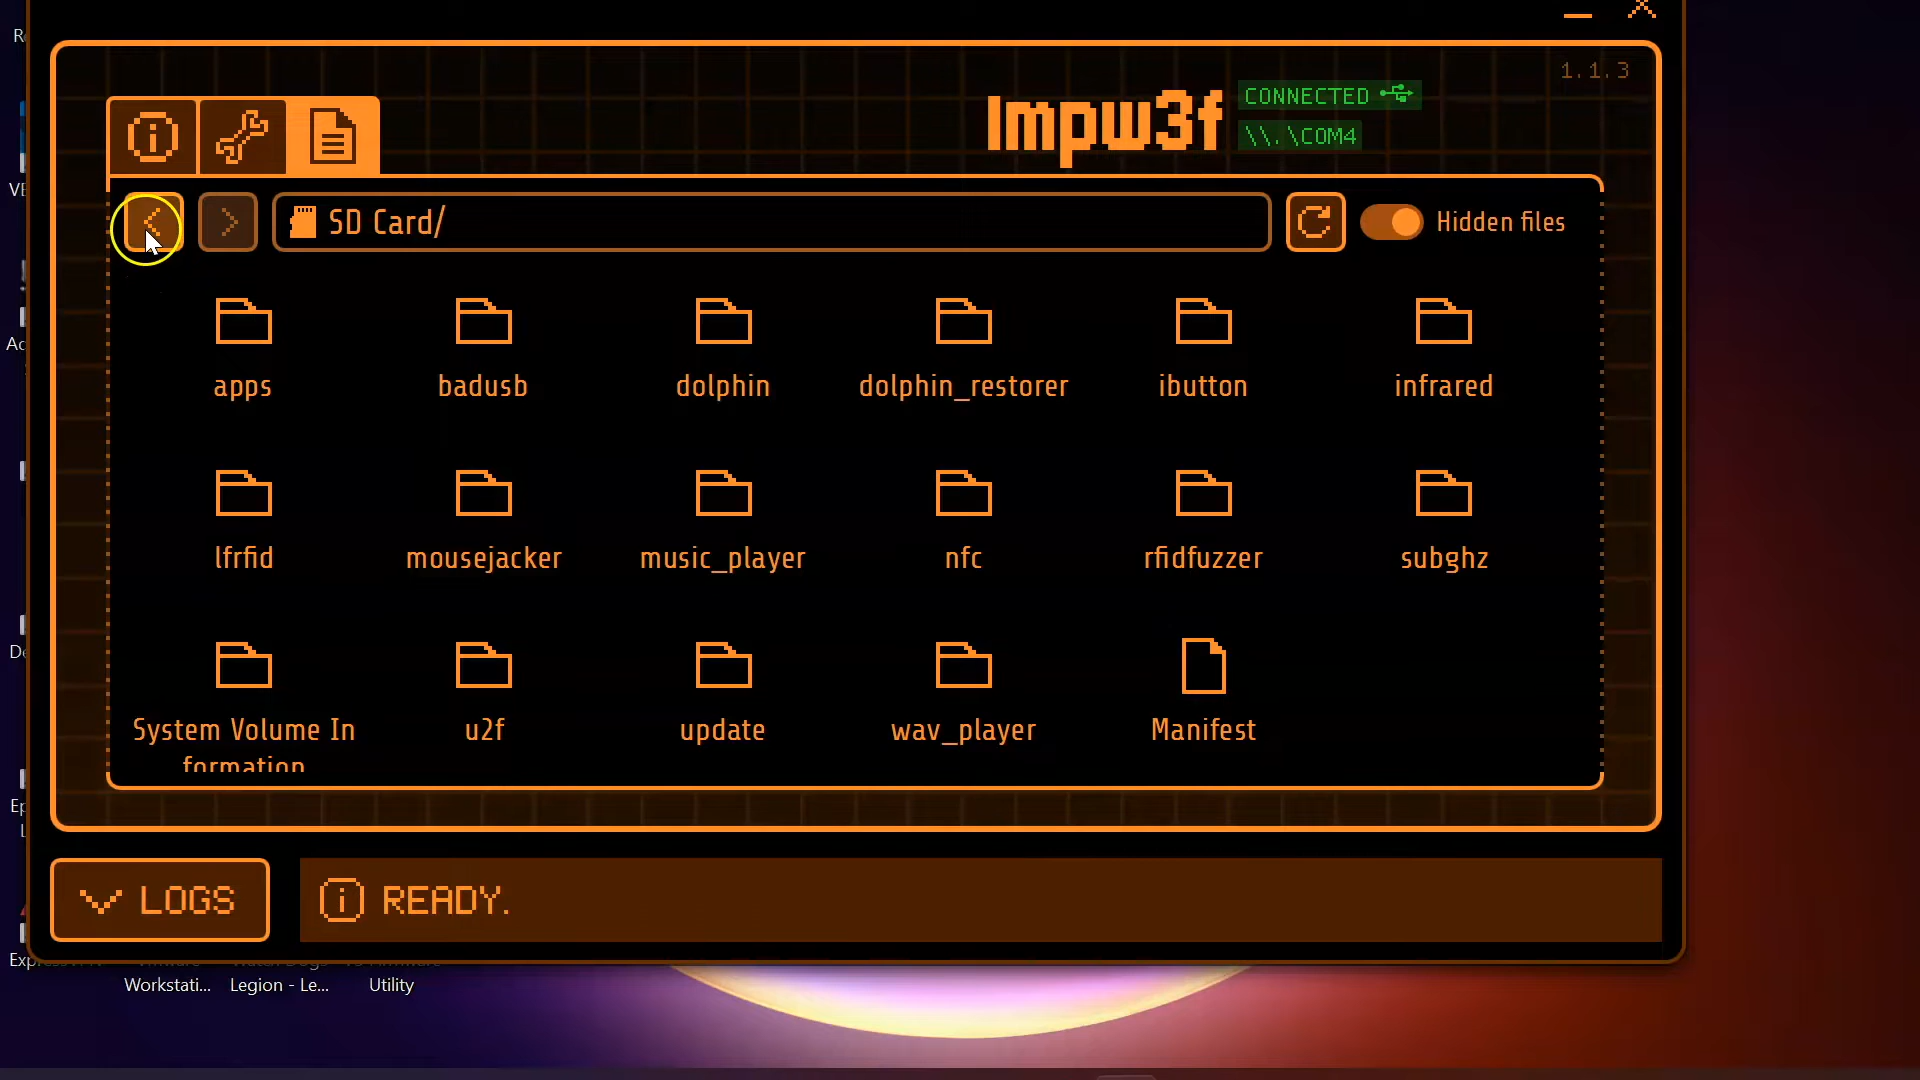 1.1.3
Impw3f
CONNECTED
\\.\COM4
SD Card/
Hidden files
apps
badusb
dolphin
dolphin_restorer
ibutton
infrared
lfrfid
mousejacker
music_player
nfc
rfidfuzzer
subghz
System Volume In
formation
u2f
update
wav_player
Manifest
LOGS
READY.
Workstati...
Legion - Le...
Utility